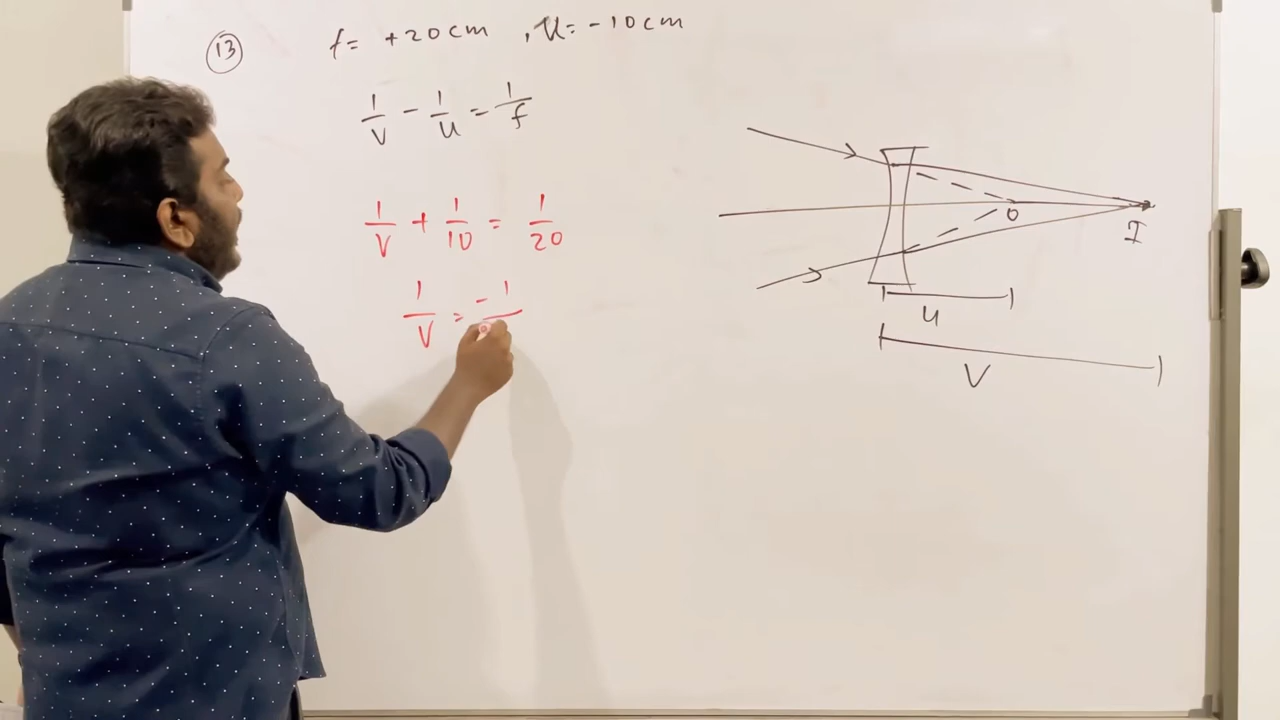 13 f = +20cm , u = -10cm
1/V - 1/u = 1/f
1/V + 1/10 = 1/20
1/V = -1/
O
I
u
V